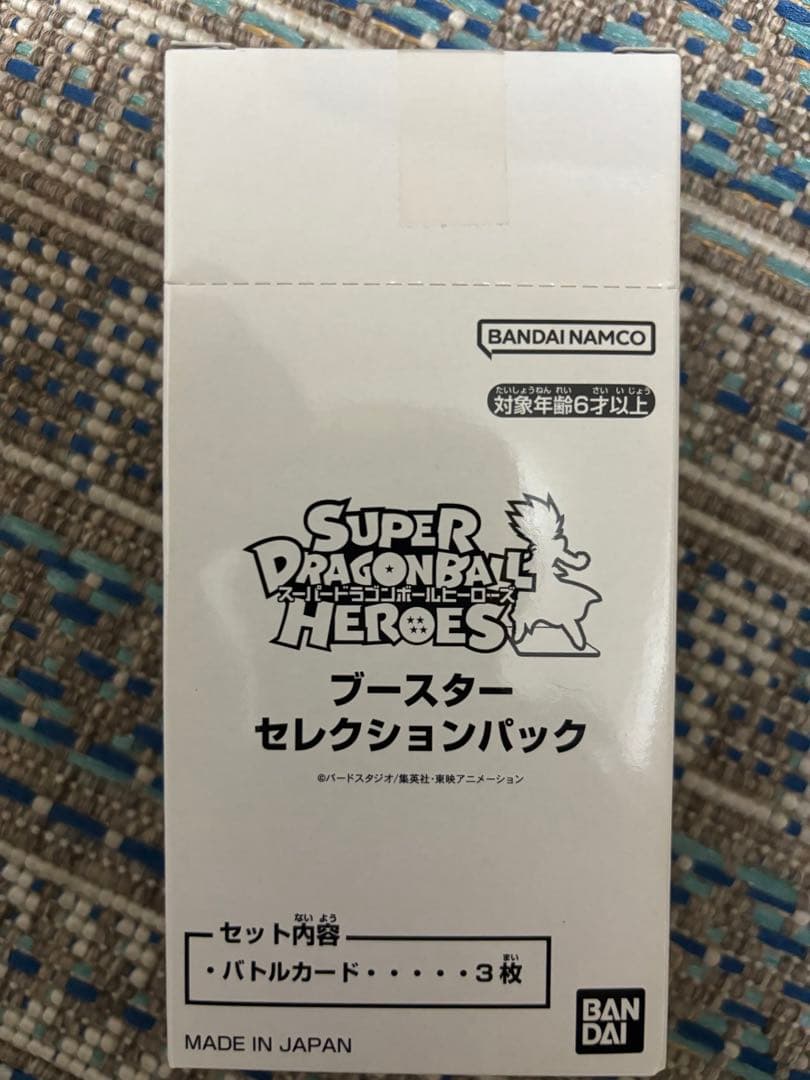 BANDAI NAMCO
たいしょうねんれい さいいじょう
対象年齢6才以上
SUPER
DRAGONBALL
スーパードラゴンボールヒーローズ
HEROES
ブースター
セレクションパック
©バードスタジオ/集英社・東映アニメーション
ないよう
セット内容
まい
・バトルカード・・・・・3枚
BAN
DAI
MADE IN JAPAN